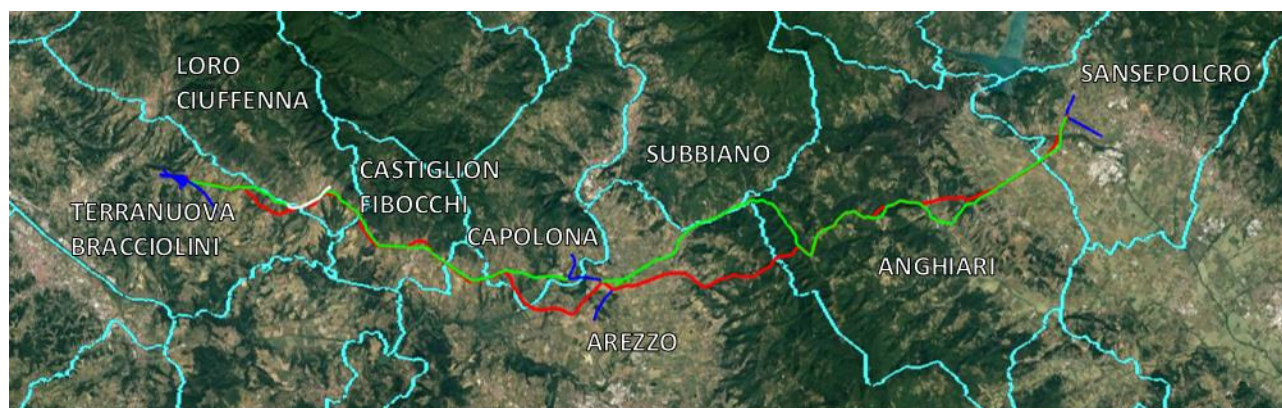 LORO
CIUFFENNA
SANSEPOLCRO
SUBBIANO
CASTIGLION
FIBOCCHI
TERRANUOVA
BRACCIOLINI
CAPOLONA
ANGHIARI
AREZZO